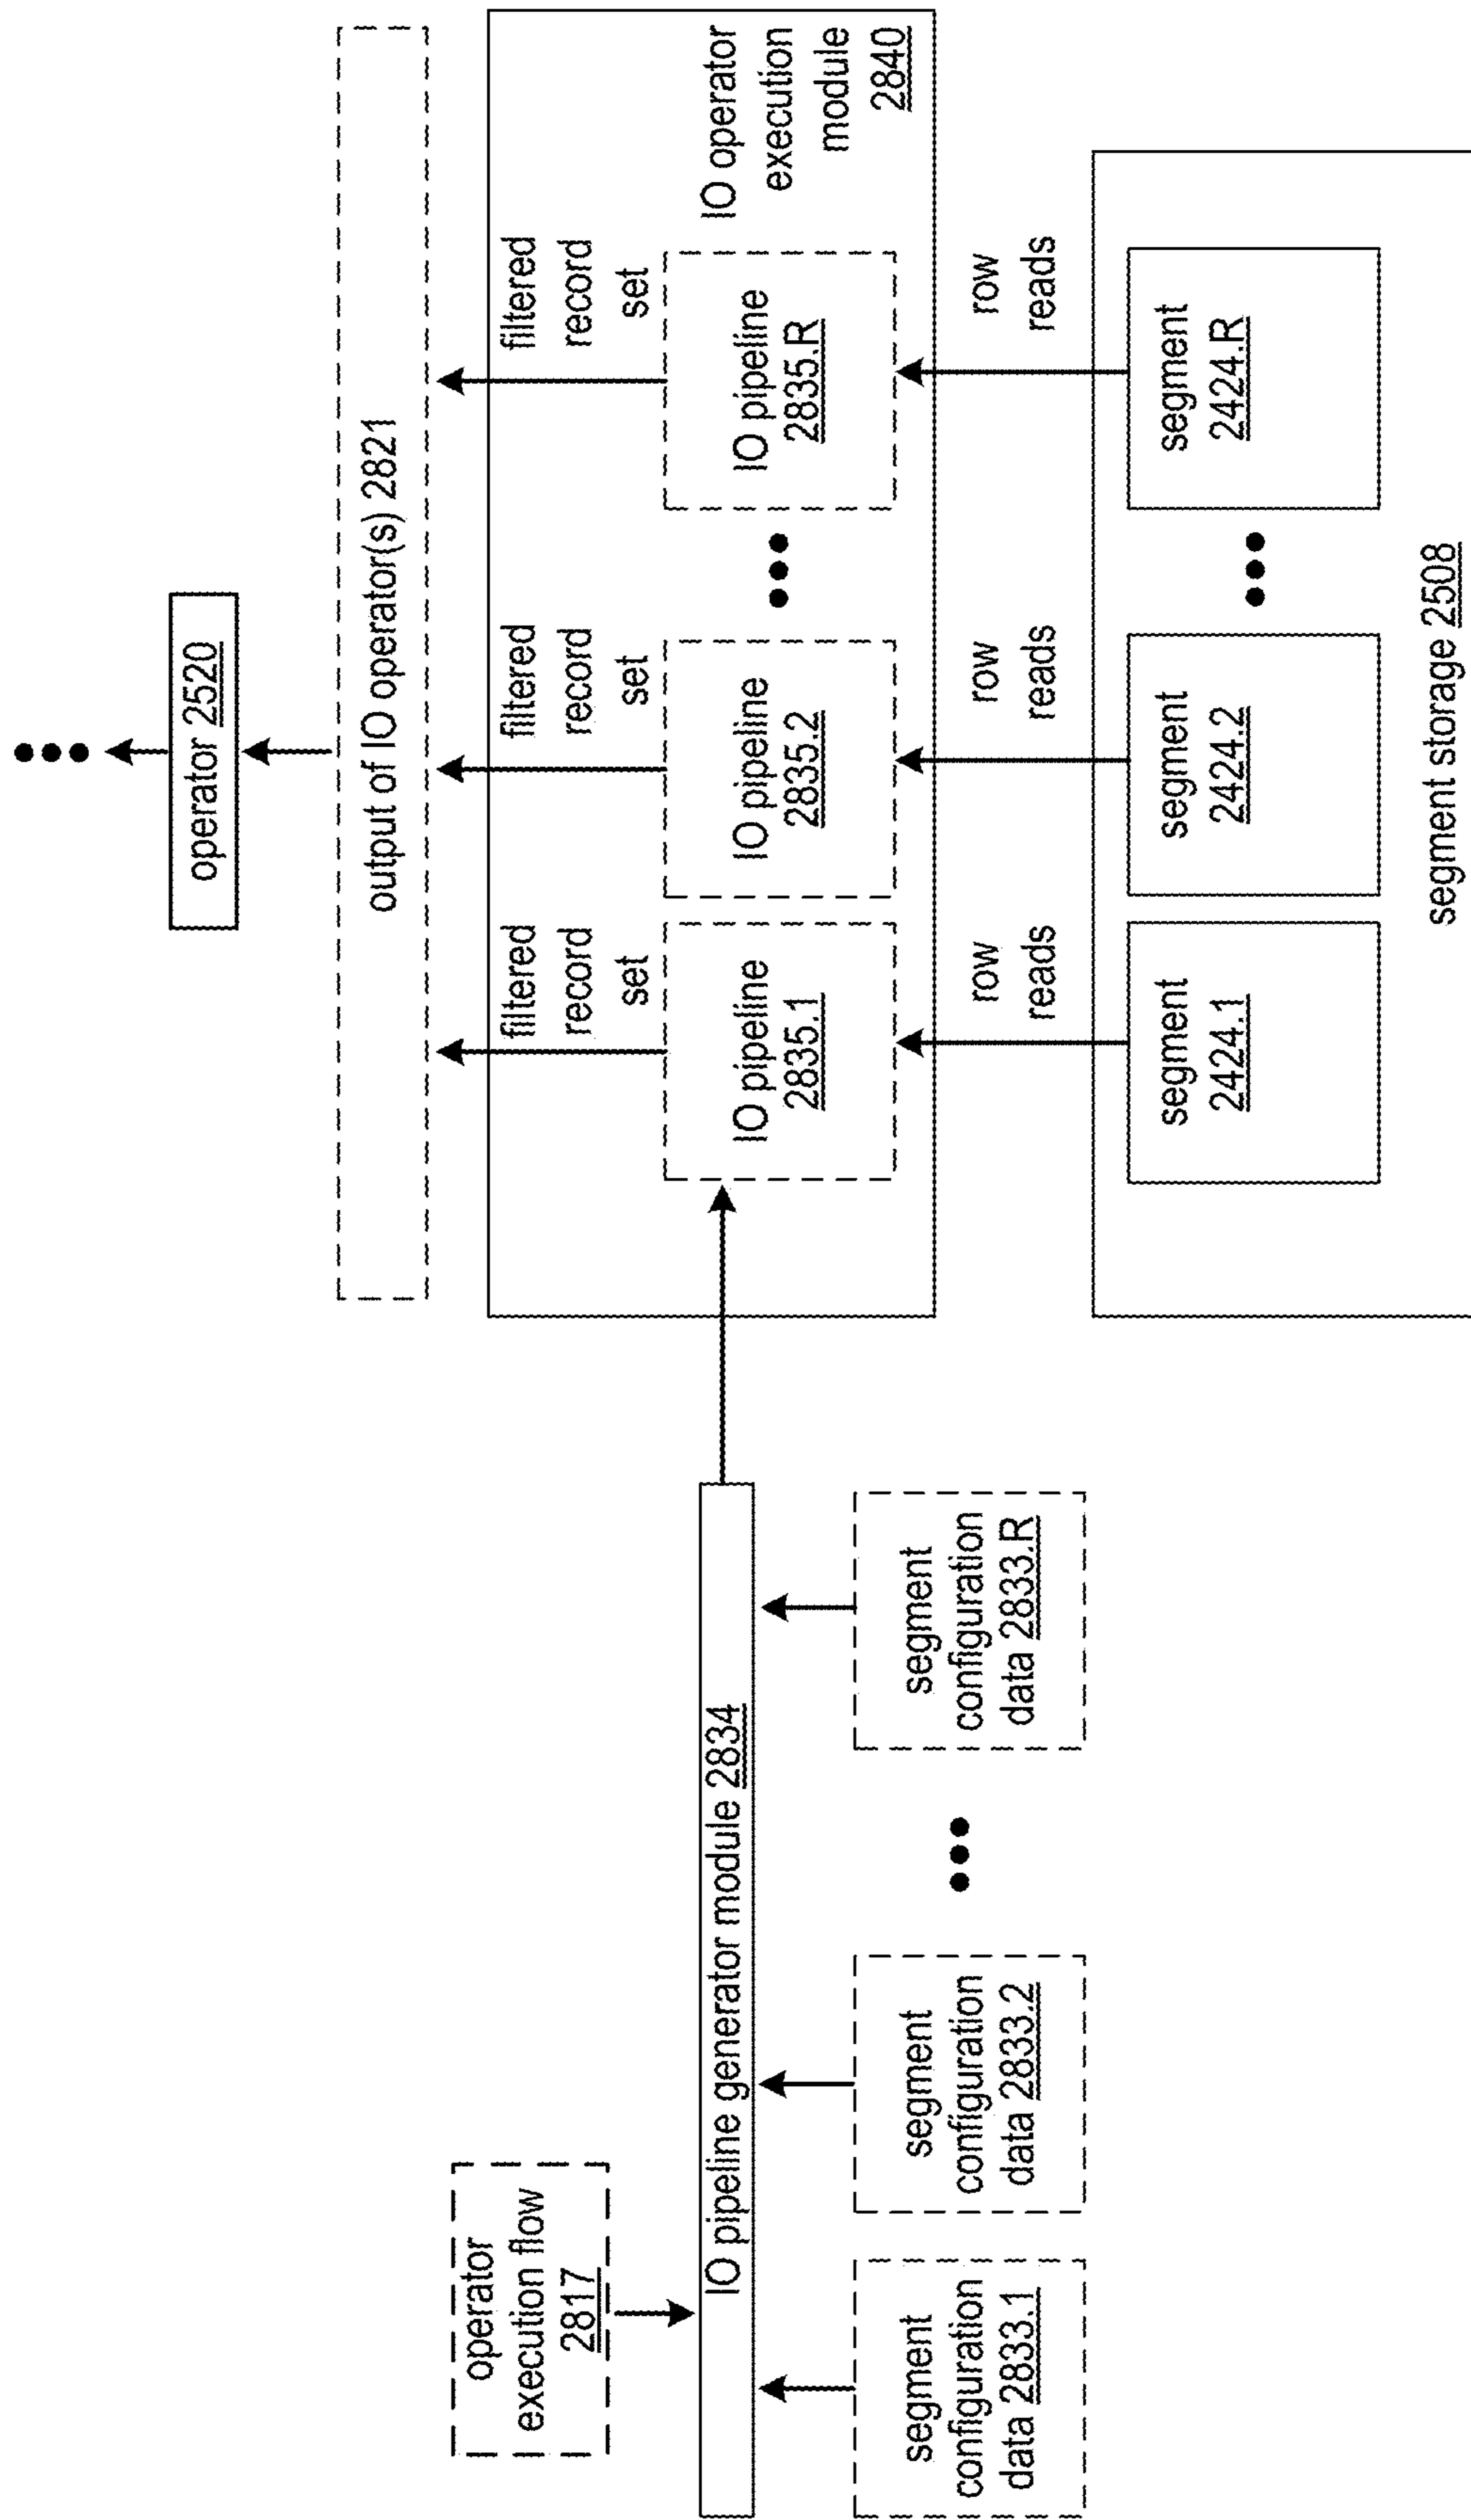 operator 2520
output of IO operator(s) 2821
filtered
record
set
filtered
record
set
filtered
record
set
IO operator
execution
module
2840
IO pipeline
2835.1
IO pipeline
2835.2
IO pipeline
2835.R
row
reads
row
reads
row
reads
segment
2424.1
segment
2424.2
segment
2424.R
segment storage 2508
operator
execution flow
2817
IO pipeline generator module 2834
segment
configuration
data 2833.1
segment
configuration
data 2833.2
segment
configuration
data 2833.R